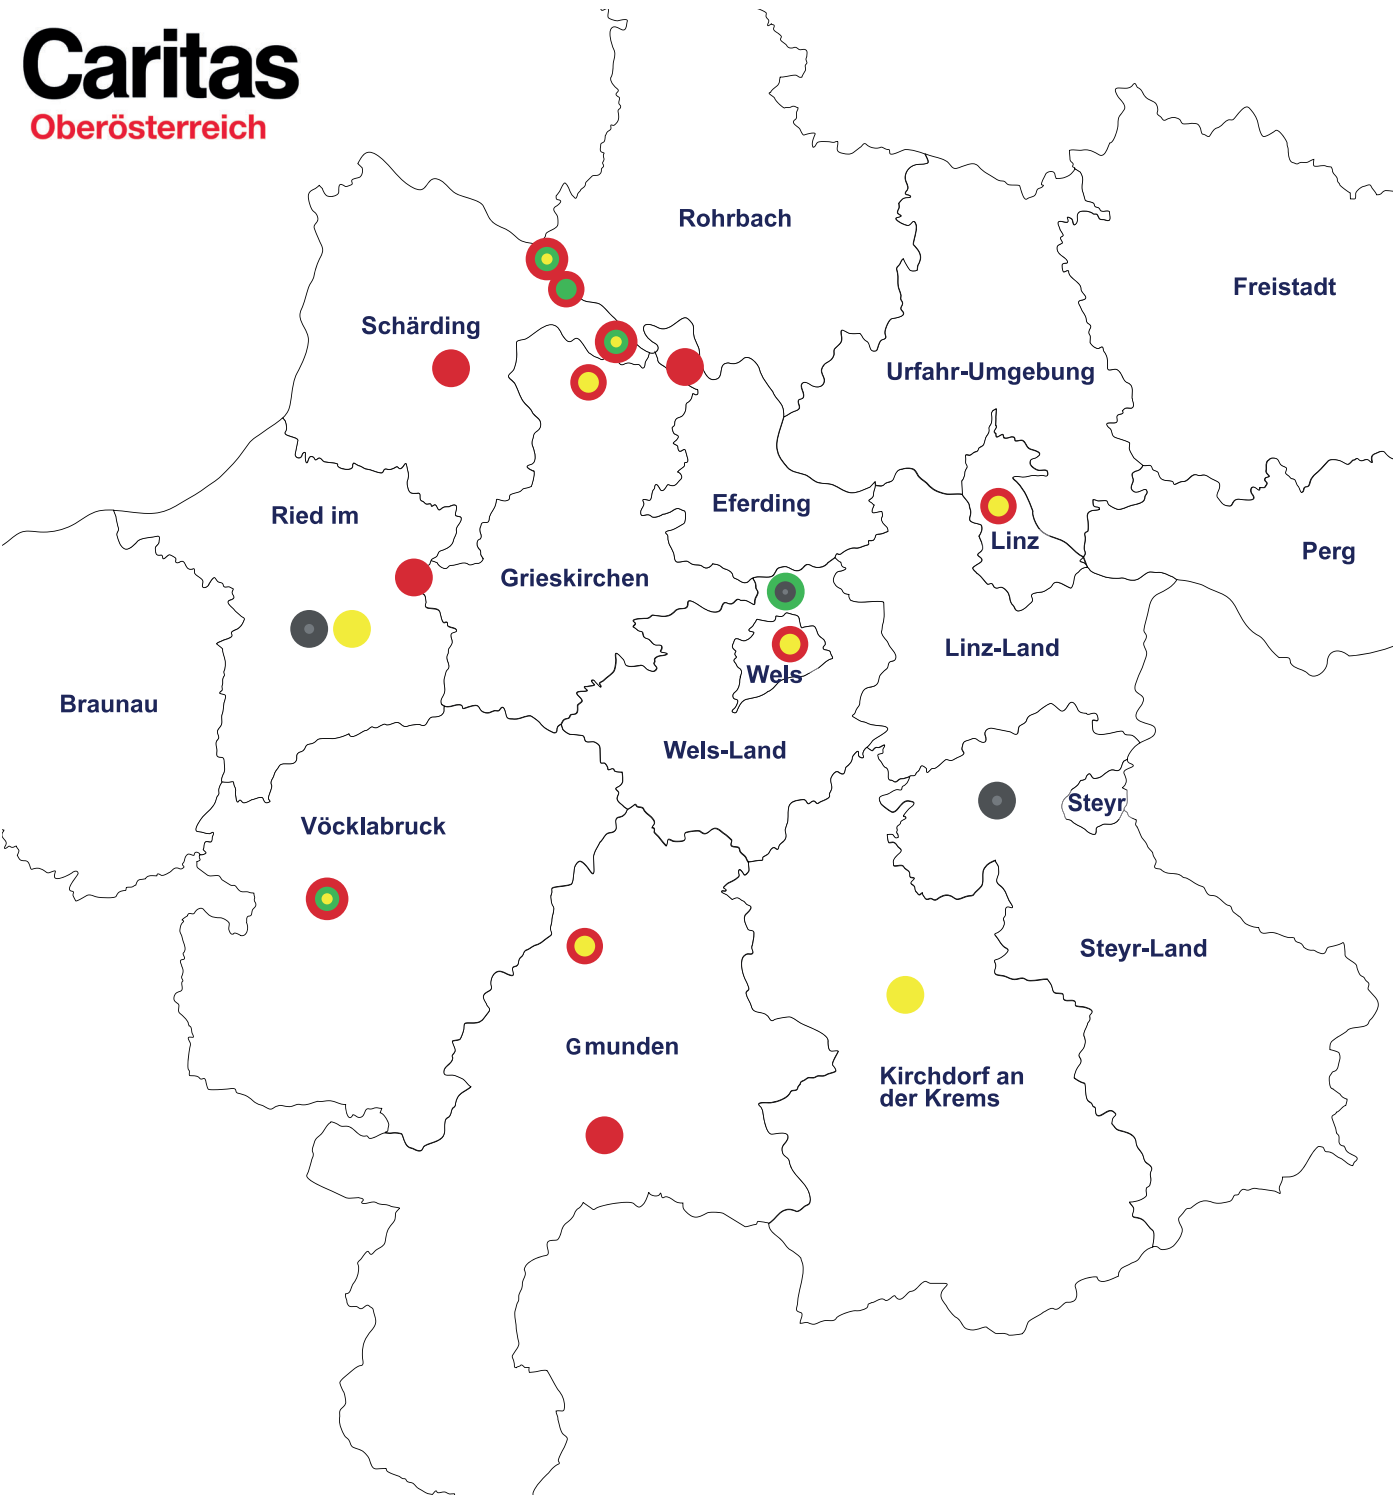 Caritas
Oberösterreich
Rohrbach
Freistadt
Schärding
Urfahr-Umgebung
Eferding
Ried im
Linz
Perg
Grieskirchen
Linz-Land
Wels
Braunau
Wels-Land
Steyr
Vöcklabruck
Steyr-Land
Gmunden
Kirchdorf an
der Krems